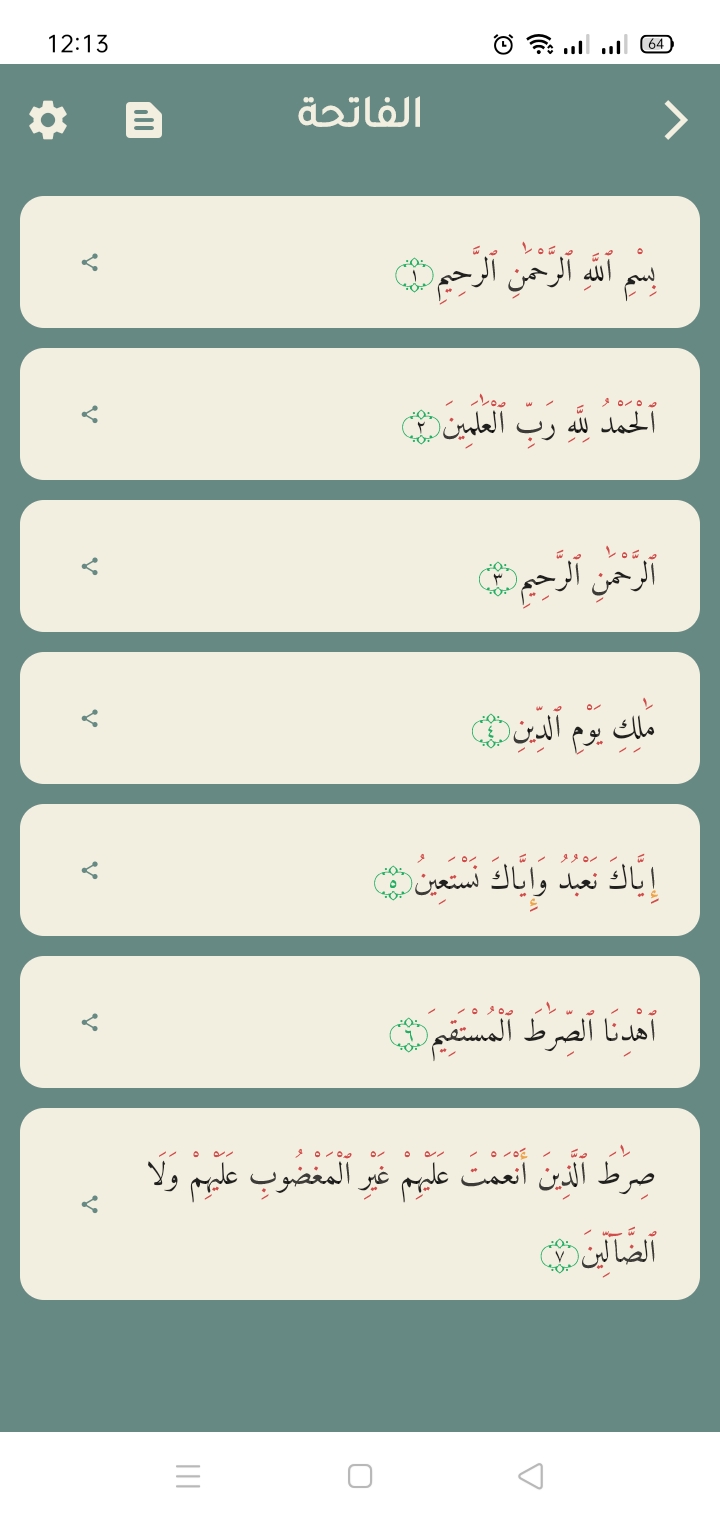 12:13
64
الفاتحة
بِسْمِ ٱللَّهِ ٱلرَّحْمَٰنِ ٱلرَّحِيمِ ١
ٱلْحَمْدُ لِلَّهِ رَبِّ ٱلْعَٰلَمِينَ ٢
ٱلرَّحْمَٰنِ ٱلرَّحِيمِ ٣
مَٰلِكِ يَوْمِ ٱلدِّينِ ٤
إِيَّاكَ نَعْبُدُ وَإِيَّاكَ نَسْتَعِينُ ٥
ٱهْدِنَا ٱلصِّرَٰطَ ٱلْمُسْتَقِيمَ ٦
صِرَٰطَ ٱلَّذِينَ أَنْعَمْتَ عَلَيْهِمْ غَيْرِ ٱلْمَغْضُوبِ عَلَيْهِمْ وَلَا
ٱلضَّآلِّينَ ٧